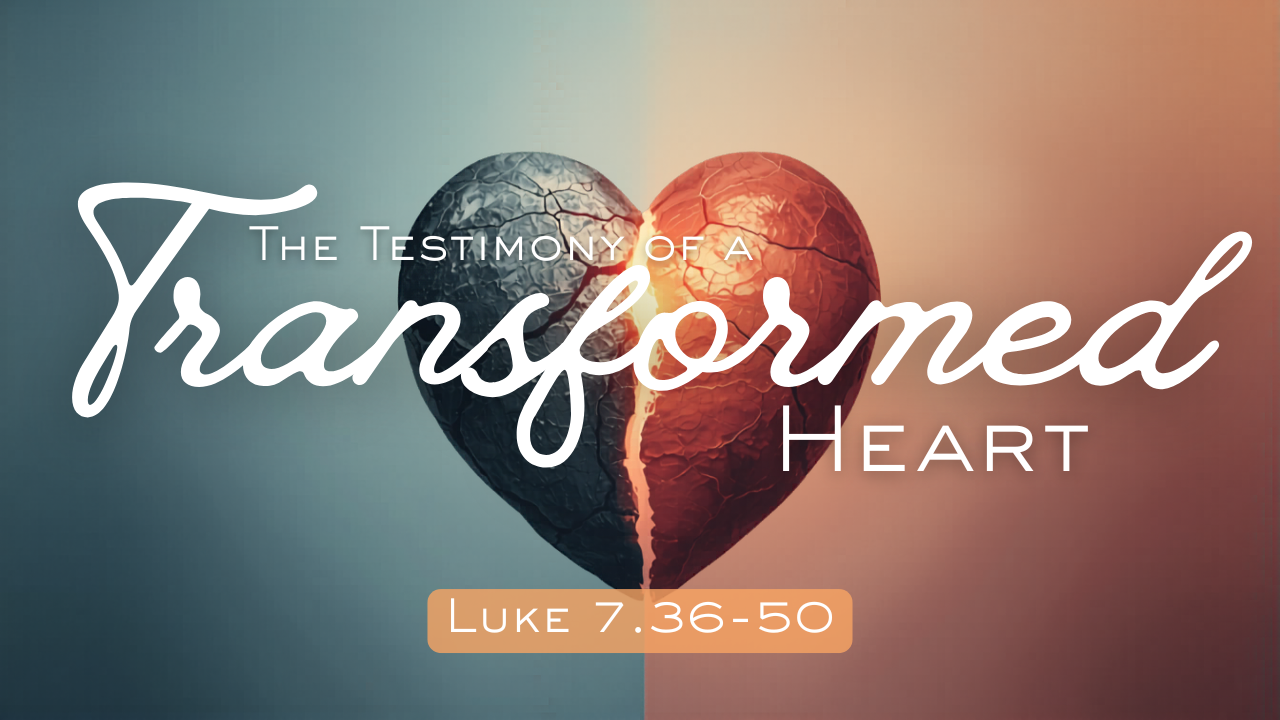 The Testimony of a
Transformed
Heart
Luke 7.36-50